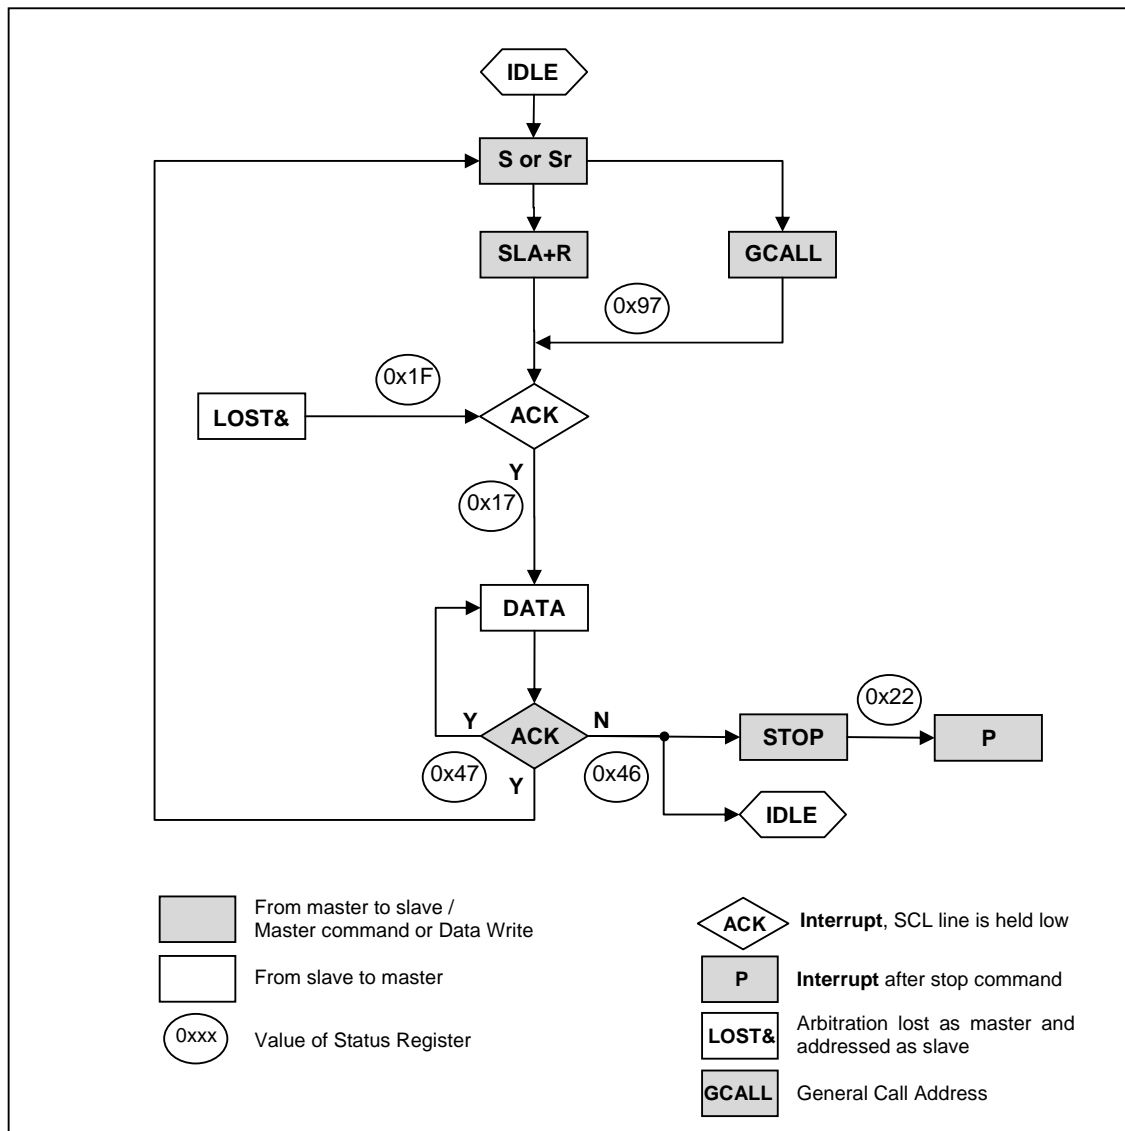 IDLE
S or Sr
SLA+R
GCALL
0x97
0x1F
LOST&
ACK
Y
0x17
DATA
0x22
Y
ACK
N
STOP
P
0x47
Y
0x46
IDLE
From master to slave /
Master command or Data Write
From slave to master
0xxx
Value of Status Register
ACK
Interrupt, SCL line is held low
P
Interrupt after stop command
LOST&
Arbitration lost as master and
addressed as slave
GCALL
General Call Address